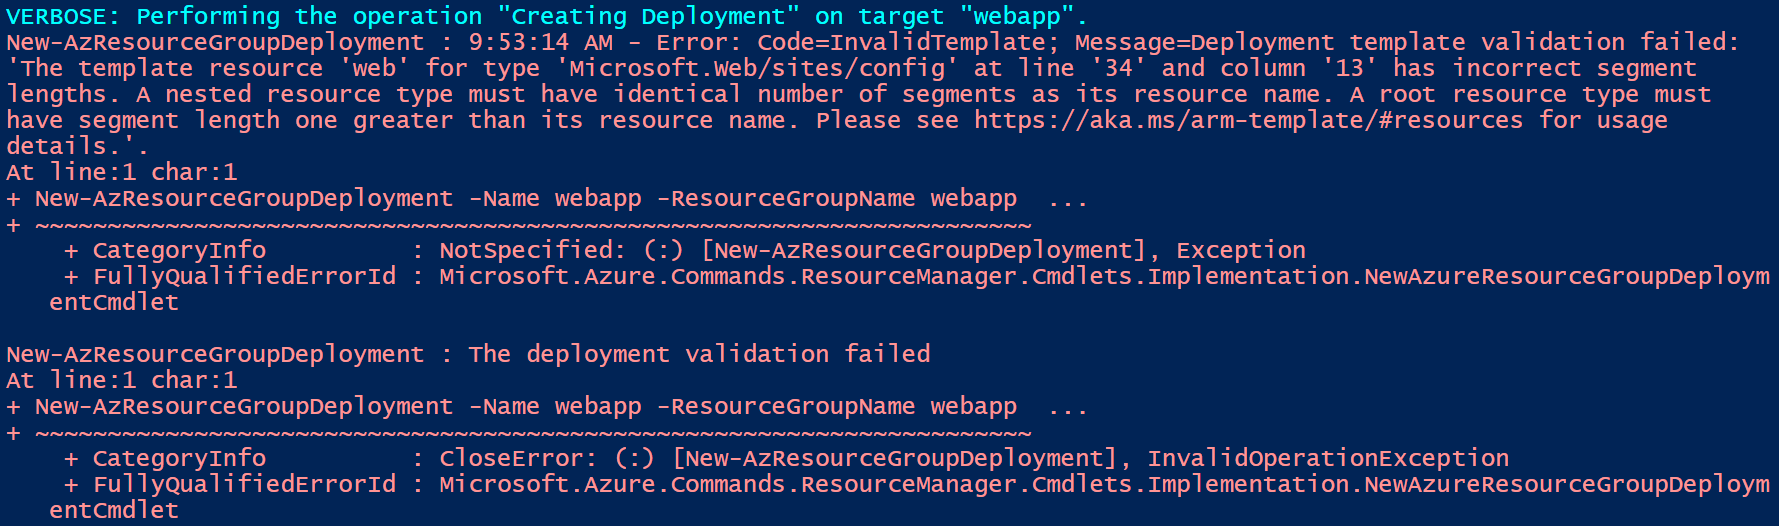 VERBOSE: Performing the operation "Creating Deployment" on target "webapp".
New-AzResourceGroupDeployment : 9:53:14 AM - Error: Code=InvalidTemplate; Message=Deployment template validation failed:
'The template resource 'web' for type 'Microsoft.Web/sites/config' at line '34' and column '13' has incorrect segment
lengths. A nested resource type must have identical number of segments as its resource name. A root resource type must
have segment length one greater than its resource name. Please see https://aka.ms/arm-template/#resources for usage
details.'.
At line:1 char:1
+ New-AzResourceGroupDeployment -Name webapp -ResourceGroupName webapp  ...
+ ~~~~~~~~~~~~~~~~~~~~~~~~~~~~~~~~~~~~~~~~~~~~~~~~~~~~~~~~~~~~~~~~~~~~~
    + CategoryInfo          : NotSpecified: (:) [New-AzResourceGroupDeployment], Exception
    + FullyQualifiedErrorId : Microsoft.Azure.Commands.ResourceManager.Cmdlets.Implementation.NewAzureResourceGroupDeploym
   entCmdlet

New-AzResourceGroupDeployment : The deployment validation failed
At line:1 char:1
+ New-AzResourceGroupDeployment -Name webapp -ResourceGroupName webapp  ...
+ ~~~~~~~~~~~~~~~~~~~~~~~~~~~~~~~~~~~~~~~~~~~~~~~~~~~~~~~~~~~~~~~~~~~~~
    + CategoryInfo          : CloseError: (:) [New-AzResourceGroupDeployment], InvalidOperationException
    + FullyQualifiedErrorId : Microsoft.Azure.Commands.ResourceManager.Cmdlets.Implementation.NewAzureResourceGroupDeploym
   entCmdlet